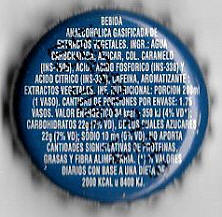 BEBIDA
ANALCOHOLICA GASIFICADA DE
EXTRACTOS VEGETALES. INGR.: AGUA
CARBONATADA, AZUCAR, COL. CARAMELO
ACIDO FOSFORICO (INS-338) Y
ACIDO CITRICO (INS-330), CAFEINA, AROMATIZANTE:
EXTRACTOS VEGETALES. INF. NUTRICIONAL: PORCION 200ml
(1 VASO). CANTIDAD DE PORCIONES POR ENVASE: 1.75
VASOS. VALOR ENERGETICO 84 kcal = 350 kJ (4% VD*):
CARBOHIDRATOS 22g (7% VD), DE LOS CUALES AZUCARES
22g (7% VD); SODIO 10 mg (0% VD). NO APORTA
CANTIDADES SIGNIFICATIVAS DE PROTEINAS,
GRASAS Y FIBRA ALIMENTARIA. (*) % VALORES
DIARIOS CON BASE A UNA DIETA DE
2000 KCAL u 8400 KJ.